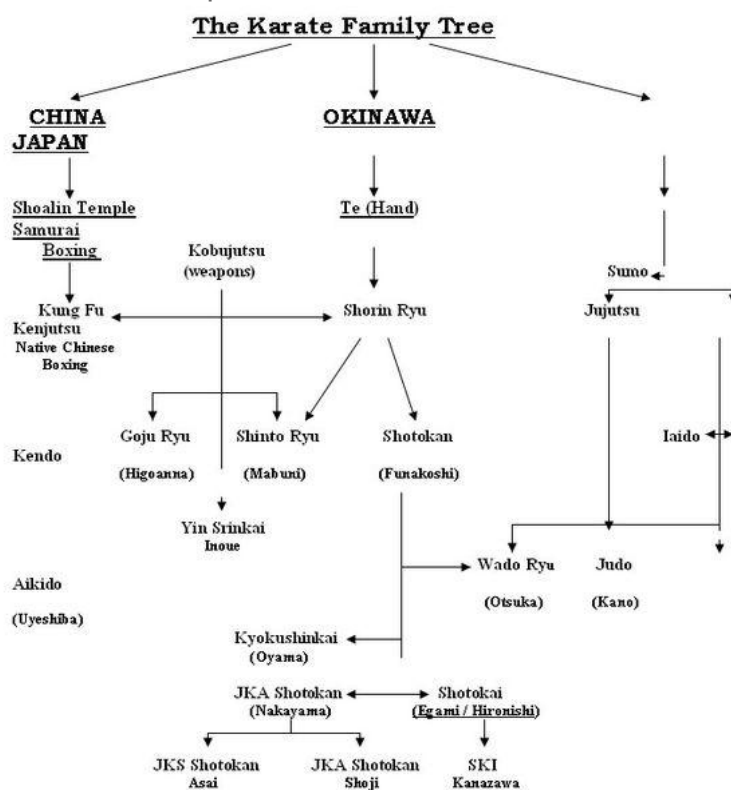 The Karate Family Tree
CHINA OKINAWA
JAPAN
Shoalin Temple Te (Hand)
Samurai
Boxing Kobujutsu
(weapons) Sumo
Kung Fu Shorin Ryu Jujutsu
Kenjutsu
Native Chinese
Boxing
Goju Ryu Shinto Ryu Shotokan Iaido
Kendo
(Higoanna) (Mabuni) (Funakoshi)
Yin Srinkai
Inoue
Wado Ryu Judo
Aikido
(Otsuka) (Kano)
(Uyeshiba)
Kyokushinkai
(Oyama)
JKA Shotokan Shotokai
(Nakayama) (Egami / Hironishi)
JKS Shotokan JKA Shotokan SKI
Asai Shoji Kanazawa